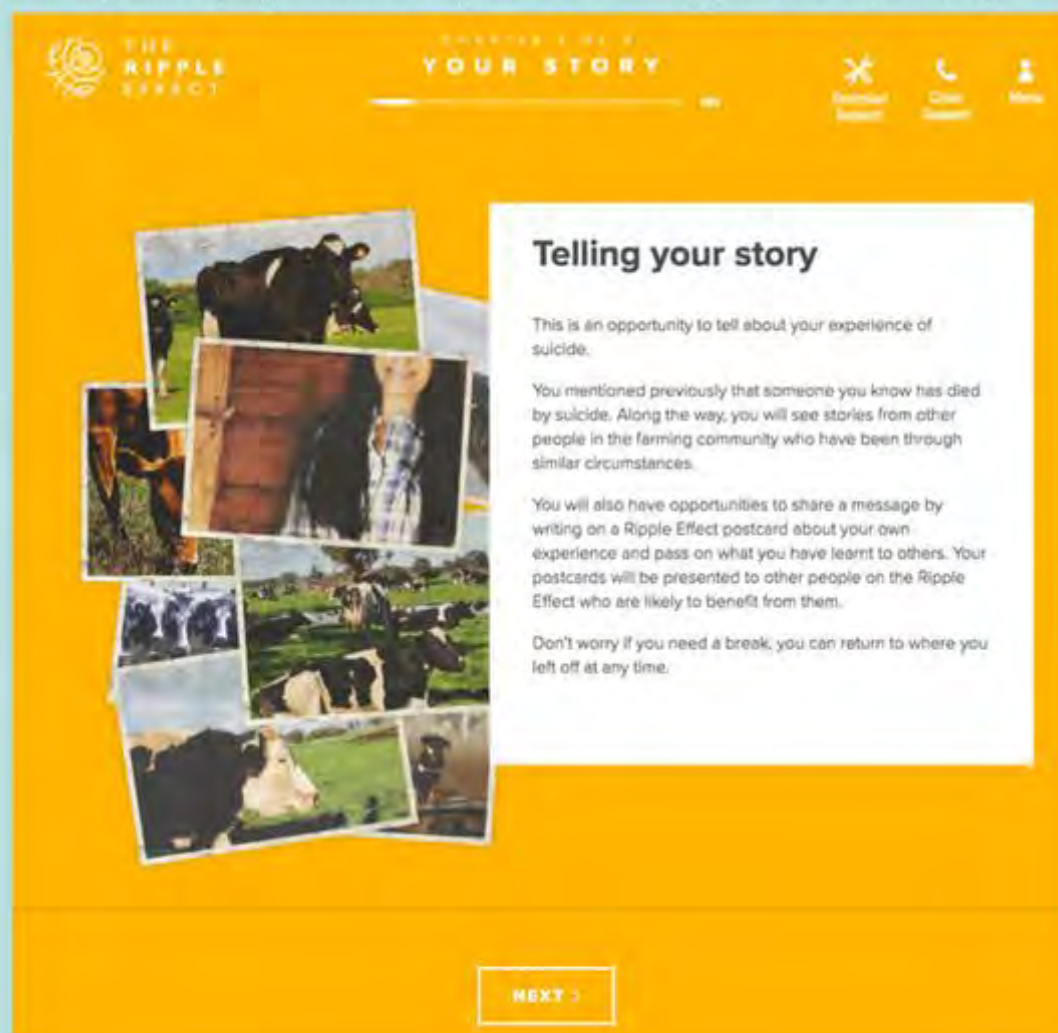 THE
RIPPLE
EFFECT
YOUR STORY
Support
Support
Menu
Telling your story
This is an opportunity to tell about your experience of
suicide.
You mentioned previously that someone you know has died
by suicide. Along the way, you will see stories from other
people in the farming community who have been through
similar circumstances.
You will also have opportunities to share a message by
writing on a Ripple Effect postcard about your own
experience and pass on what you have learnt to others. Your
postcards will be presented to other people on the Ripple
Effect who are likely to benefit from them.
Don't worry if you need a break, you can return to where you
left off at any time.
NEXT >